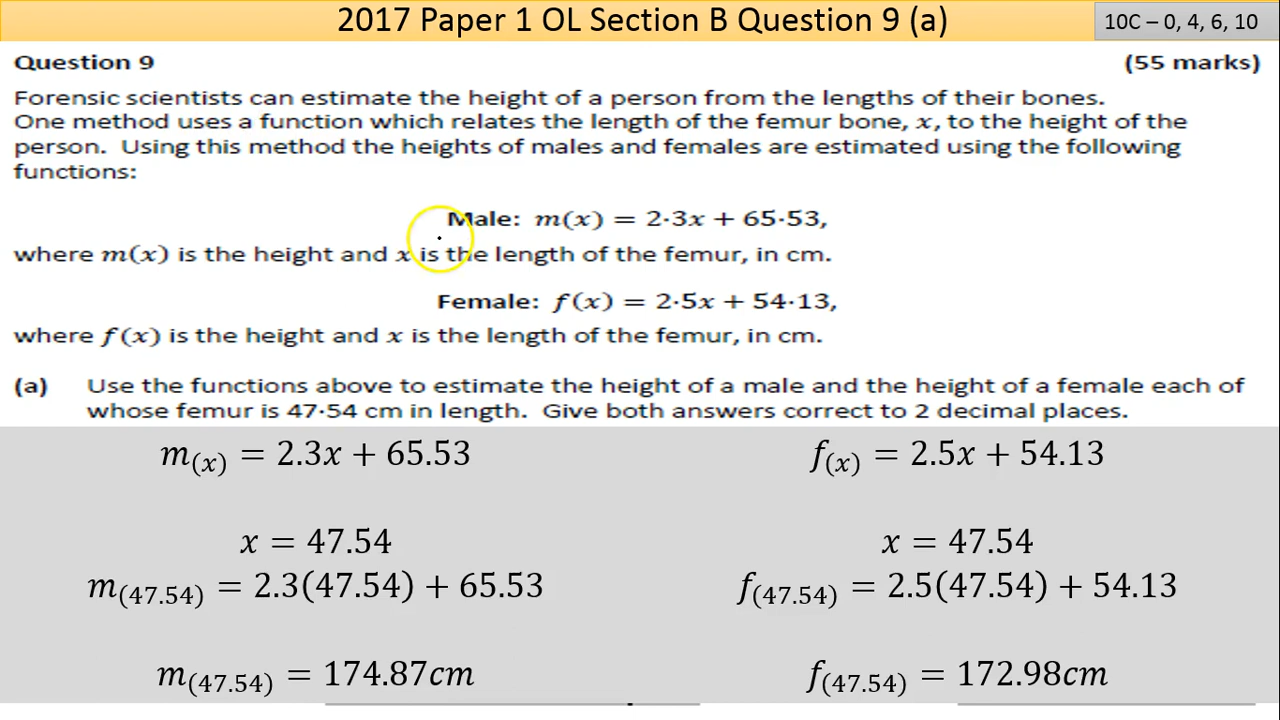 2017 Paper 1 OL Section B Question 9 (a)
10C – 0, 4, 6, 10
Question 9 (55 marks)
Forensic scientists can estimate the height of a person from the lengths of their bones.
One method uses a function which relates the length of the femur bone, x, to the height of the
person. Using this method the heights of males and females are estimated using the following
functions:
Male: m(x) = 2·3x + 65·53,
where m(x) is the height and x is the length of the femur, in cm.
Female: f(x) = 2·5x + 54·13,
where f(x) is the height and x is the length of the femur, in cm.
(a) Use the functions above to estimate the height of a male and the height of a female each of
whose femur is 47·54 cm in length. Give both answers correct to 2 decimal places.
m(x) = 2.3x + 65.53
x = 47.54
m(47.54) = 2.3(47.54) + 65.53
m(47.54) = 174.87cm
f(x) = 2.5x + 54.13
x = 47.54
f(47.54) = 2.5(47.54) + 54.13
f(47.54) = 172.98cm